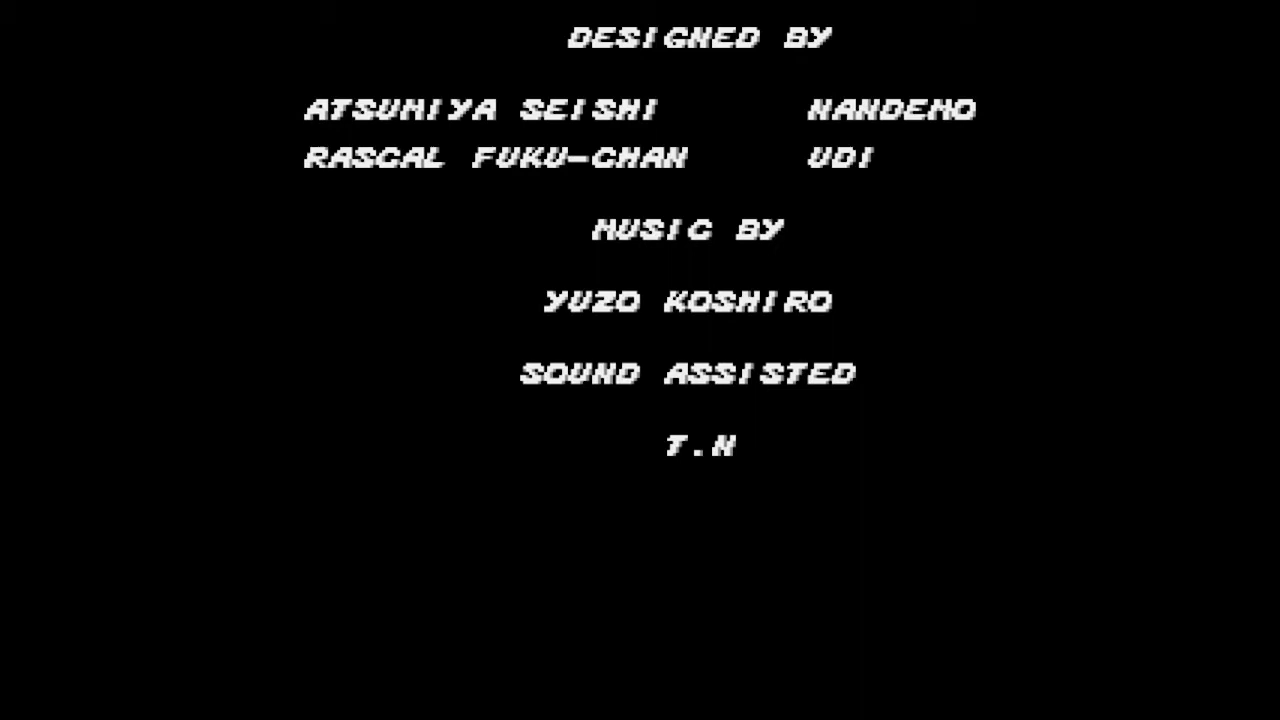 DESIGNED BY
ATSUMIYA SEISHI NANDEMO
RASCAL FUKU-CHAN UDI
MUSIC BY
YUZO KOSHIRO
SOUND ASSISTED
T.N